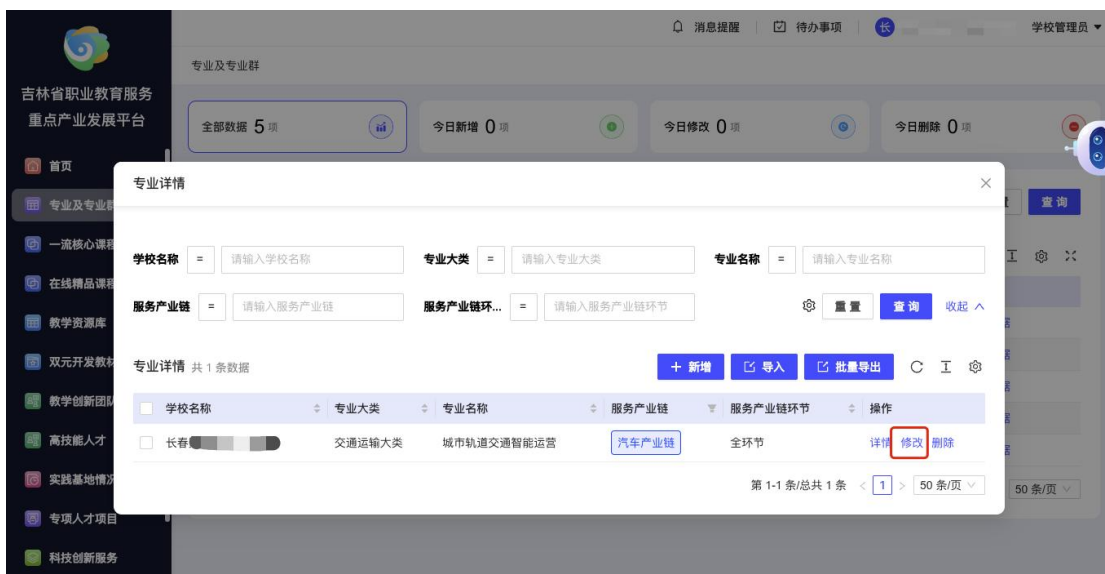 消息提醒 待办事项 长 学校管理员
吉林省职业教育服务
重点产业发展平台
专业及专业群
全部数据 5 项 今日新增 0 项 今日修改 0 项 今日删除 0 项
首页
专业及专业群
一流核心课程
在线精品课程
教学资源库
双元开发教材
教学创新团队
高技能人才
实践基地情况
专项人才项目
科技创新服务
查询
专业详情
学校名称 = 请输入学校名称 专业大类 = 请输入专业大类 专业名称 = 请输入专业名称
服务产业链 = 请输入服务产业链 服务产业链环... = 请输入服务产业链环节 重置 查询 收起
专业详情 共 1 条数据 + 新增 导入 批量导出
学校名称 专业大类 专业名称 服务产业链 服务产业链环节 操作
长春 交通运输大类 城市轨道交通智能运营 汽车产业链 全环节 详情 修改 删除
第 1-1 条/总共 1 条 < 1 > 50 条/页
50 条/页